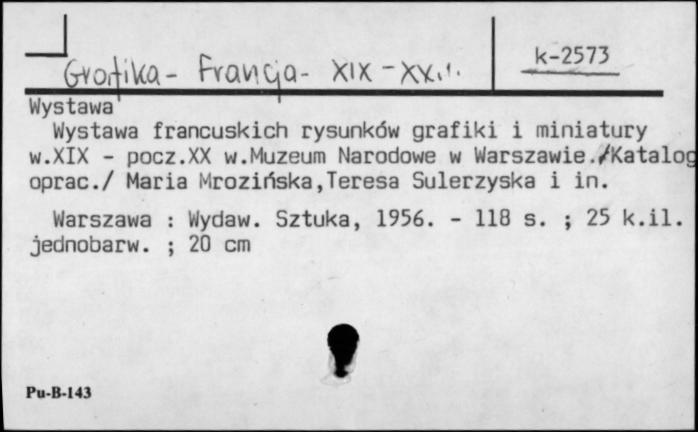 Grafika - Francja - XIX - XX w.
k-2573
Wystawa
Wystawa francuskich rysunków grafiki i miniatury
w.XIX - pocz.XX w.Muzeum Narodowe w Warszawie./Katalog
oprac./ Maria Mrozińska,Teresa Sulerzyska i in.
Warszawa : Wydaw. Sztuka, 1956. - 118 s. ; 25 k.il.
jednobarw. ; 20 cm
Pu-B-143